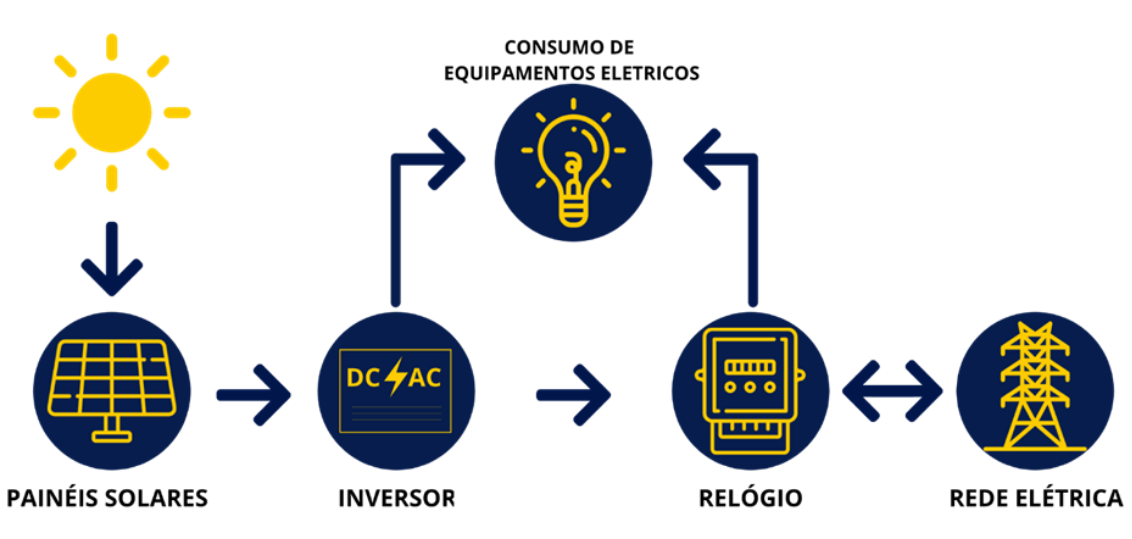 CONSUMO DE
EQUIPAMENTOS ELETRICOS
DC AC
PAINÉIS SOLARES
INVERSOR
RELÓGIO
REDE ELÉTRICA